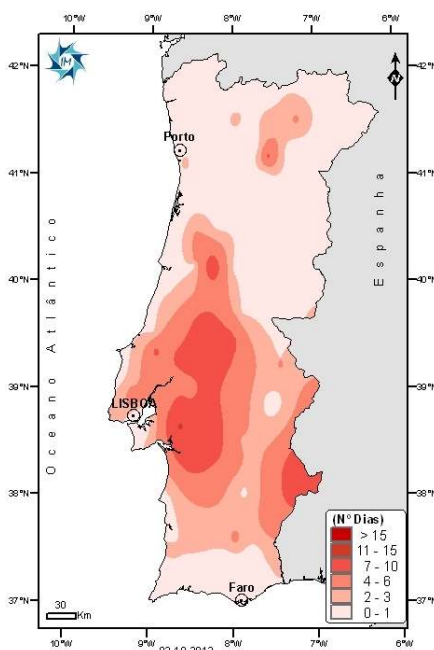 10°W 9°W 8°W 7°W 6°W
IM
N
42°N 42°N
Porto
41°N 41°N
Oceano Atlântico
Espanha
40°N 40°N
39°N 39°N
LISBOA
38°N 38°N
(Nº Dias)
> 15
11 - 15
7 - 10
4 - 6
2 - 3
0 - 1
Faro
37°N 37°N
30
Km
10°W 9°W 8°W 7°W 6°W